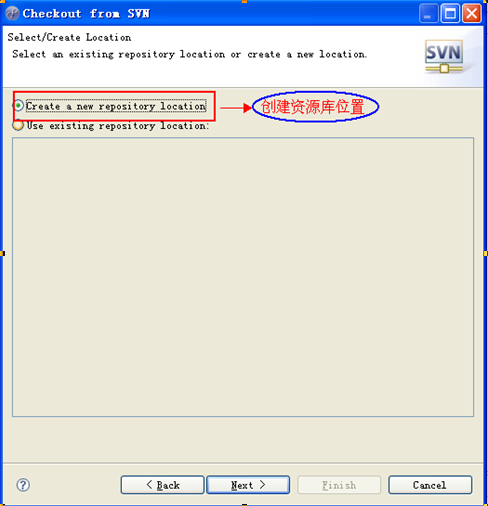 Checkout from SVN
Select/Create Location
Select an existing repository location or create a new location.
SVN
Create a new repository location
创建资源库位置
Use existing repository location:
?
< Back
Next >
Finish
Cancel